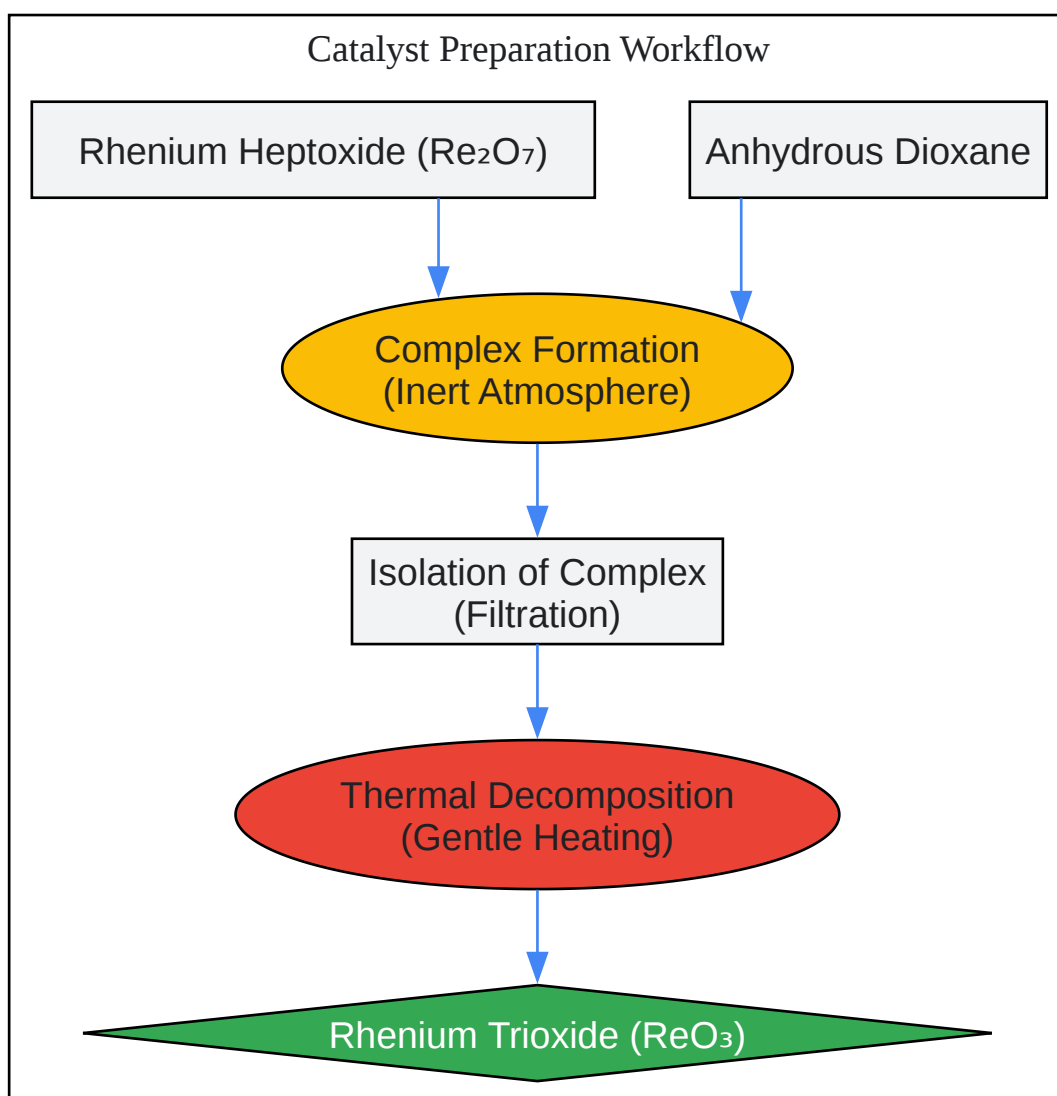 Catalyst Preparation Workflow
Rhenium Heptoxide (Re₂O₇)
Anhydrous Dioxane
Complex Formation
(Inert Atmosphere)
Isolation of Complex
(Filtration)
Thermal Decomposition
(Gentle Heating)
Rhenium Trioxide (ReO₃)